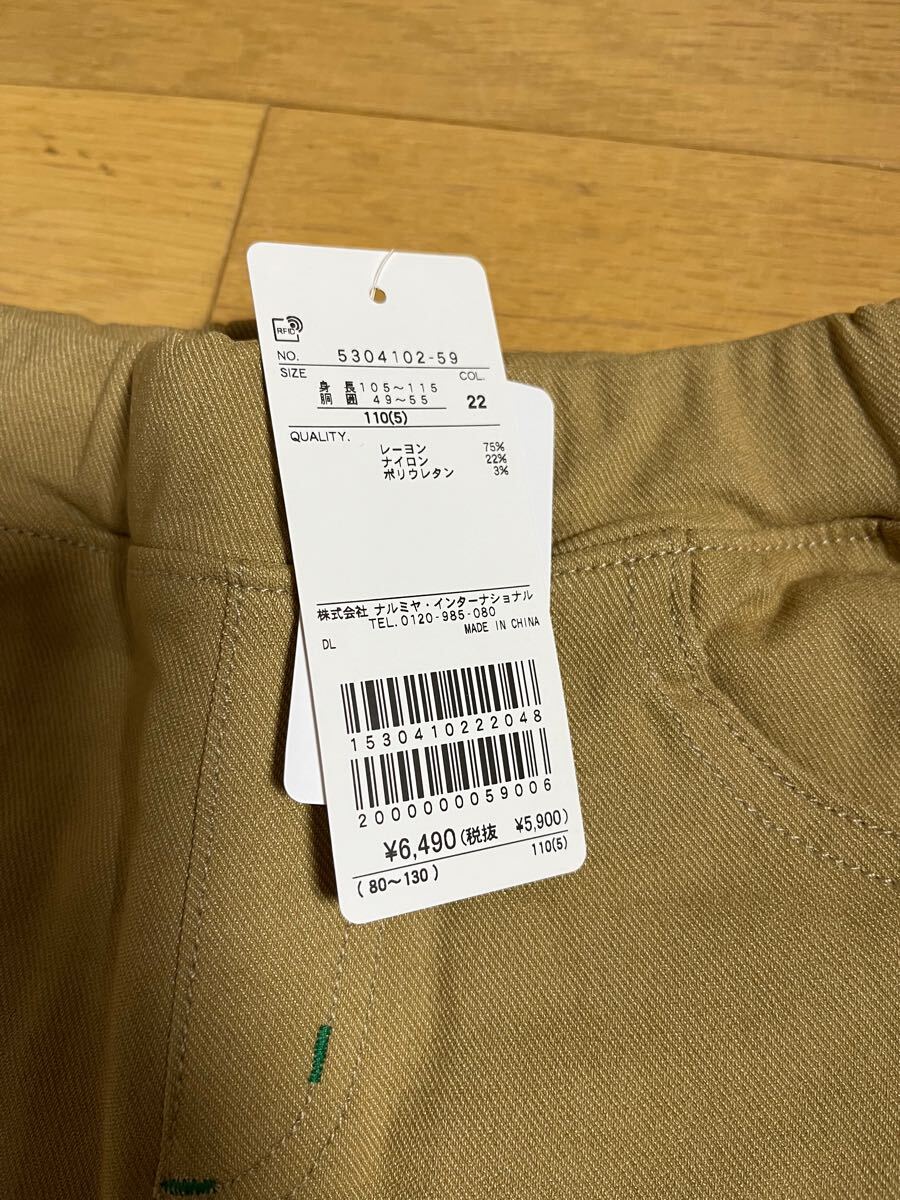 RFID
NO. 5304102-59
SIZE COL.
身長 105～115
胴囲 49～55 22
110(5)
QUALITY.
レーヨン 75%
ナイロン 22%
ポリウレタン 3%
株式会社 ナルミヤ・インターナショナル
TEL.0120-985-080
DL MADE IN CHINA
1530410222048
2000000059006
¥6,490(税抜 ¥5,900)
110(5)
(80～130)